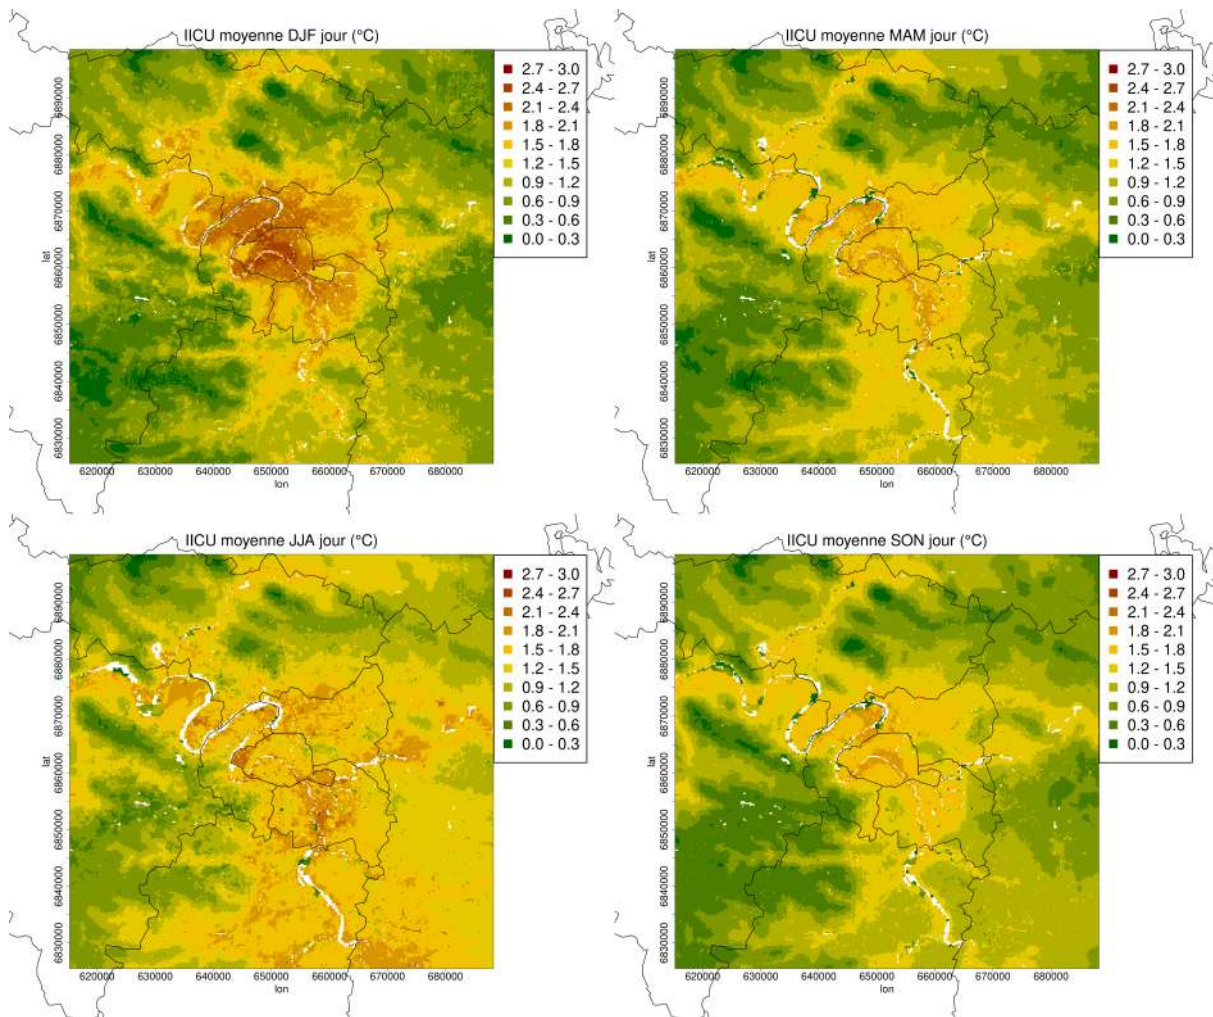 IICU moyenne DJF jour (°C)
2.7 - 3.0
2.4 - 2.7
2.1 - 2.4
1.8 - 2.1
1.5 - 1.8
1.2 - 1.5
0.9 - 1.2
0.6 - 0.9
0.3 - 0.6
0.0 - 0.3
lat
6890000
6880000
6870000
6860000
6850000
6840000
6830000
620000 630000 640000 650000 660000 670000 680000
lon
IICU moyenne MAM jour (°C)
2.7 - 3.0
2.4 - 2.7
2.1 - 2.4
1.8 - 2.1
1.5 - 1.8
1.2 - 1.5
0.9 - 1.2
0.6 - 0.9
0.3 - 0.6
0.0 - 0.3
lat
6890000
6880000
6870000
6860000
6850000
6840000
6830000
620000 630000 640000 650000 660000 670000 680000
lon
IICU moyenne JJA jour (°C)
2.7 - 3.0
2.4 - 2.7
2.1 - 2.4
1.8 - 2.1
1.5 - 1.8
1.2 - 1.5
0.9 - 1.2
0.6 - 0.9
0.3 - 0.6
0.0 - 0.3
lat
6890000
6880000
6870000
6860000
6850000
6840000
6830000
620000 630000 640000 650000 660000 670000 680000
lon
IICU moyenne SON jour (°C)
2.7 - 3.0
2.4 - 2.7
2.1 - 2.4
1.8 - 2.1
1.5 - 1.8
1.2 - 1.5
0.9 - 1.2
0.6 - 0.9
0.3 - 0.6
0.0 - 0.3
lat
6890000
6880000
6870000
6860000
6850000
6840000
6830000
620000 630000 640000 650000 660000 670000 680000
lon